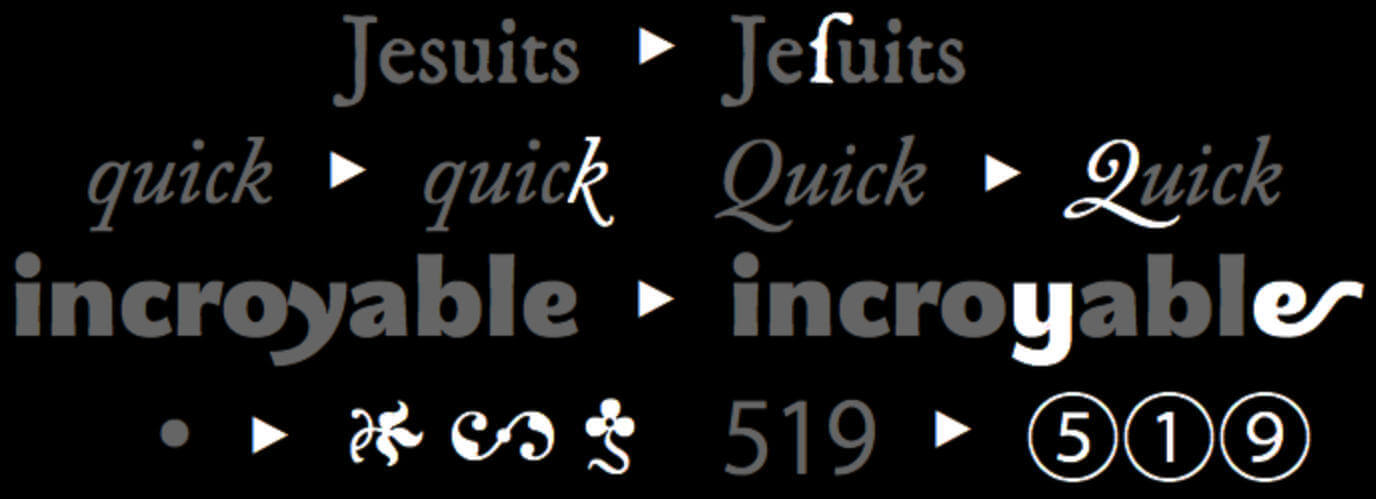 Jesuits ▶ Jeſuits
quick ▶ quick Quick ▶ Quick
incroyable ▶ incroyable
• ▶ 519 ▶ ⑤①⑨